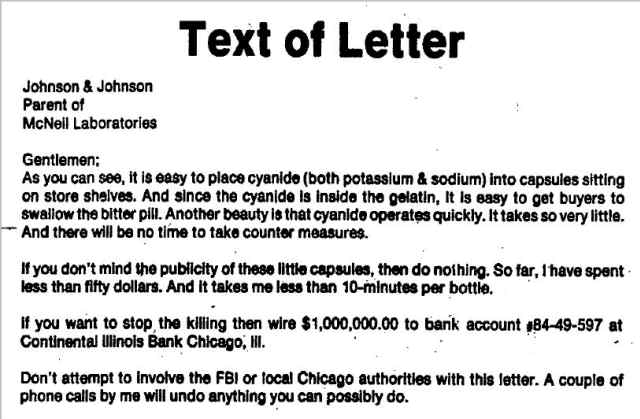 Text of Letter
Johnson & Johnson
Parent of
McNeil Laboratories
Gentlemen;
As you can see, it is easy to place cyanide (both potassium & sodium) into capsules sitting
on store shelves. And since the cyanide is inside the gelatin, it is easy to get buyers to
swallow the bitter pill. Another beauty is that cyanide operates quickly. It takes so very little.
And there will be no time to take counter measures.
If you don't mind the publicity of these little capsules, then do nothing. So far, I have spent
less than fifty dollars. And it takes me less than 10-minutes per bottle.
If you want to stop the killing then wire $1,000,000.00 to bank account #84-49-597 at
Continental Illinois Bank Chicago, Ill.
Don't attempt to involve the FBI or local Chicago authorities with this letter. A couple of
phone calls by me will undo anything you can possibly do.